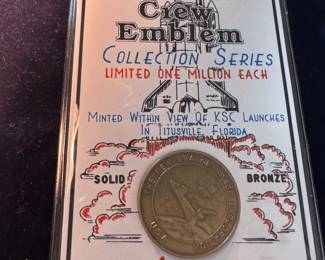 Crew
Emblem
COLLECTION SERIES
LIMITED ONE MILLION EACH
MINTED WITHIN VIEW OF KSC LAUNCHES
IN TITUSVILLE, FLORIDA
SOLID BRONZE